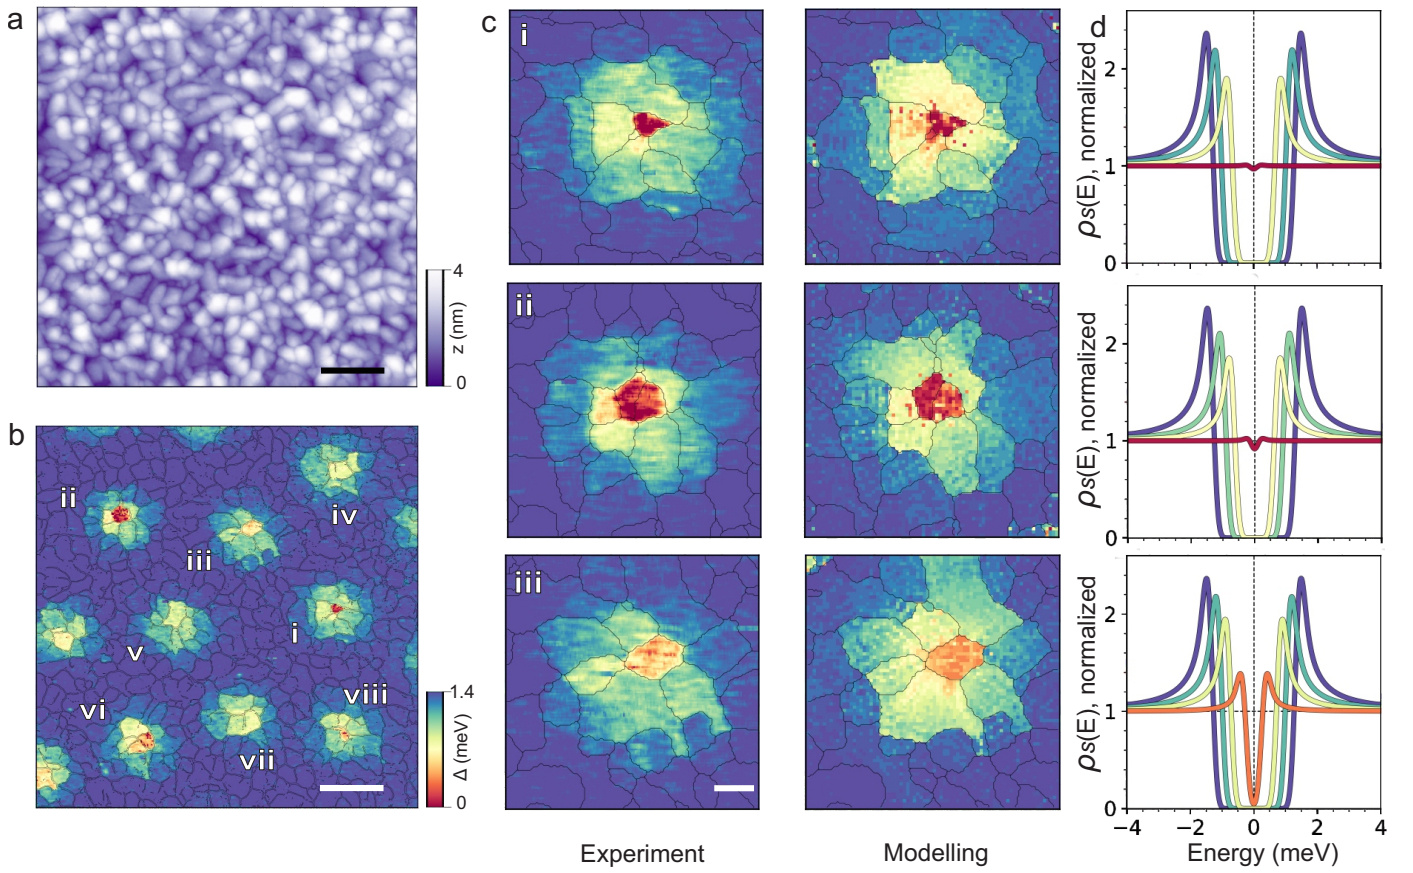 a
4
z (nm)
0
b
ii
iii
iv
i
v
vi
vii
viii
1.4
Δ (meV)
0
c
i
ii
iii
Experiment
Modelling
d
2
1
0
ρs(E), normalized
2
1
0
ρs(E), normalized
2
1
0
ρs(E), normalized
−4
−2
0
2
4
Energy (meV)